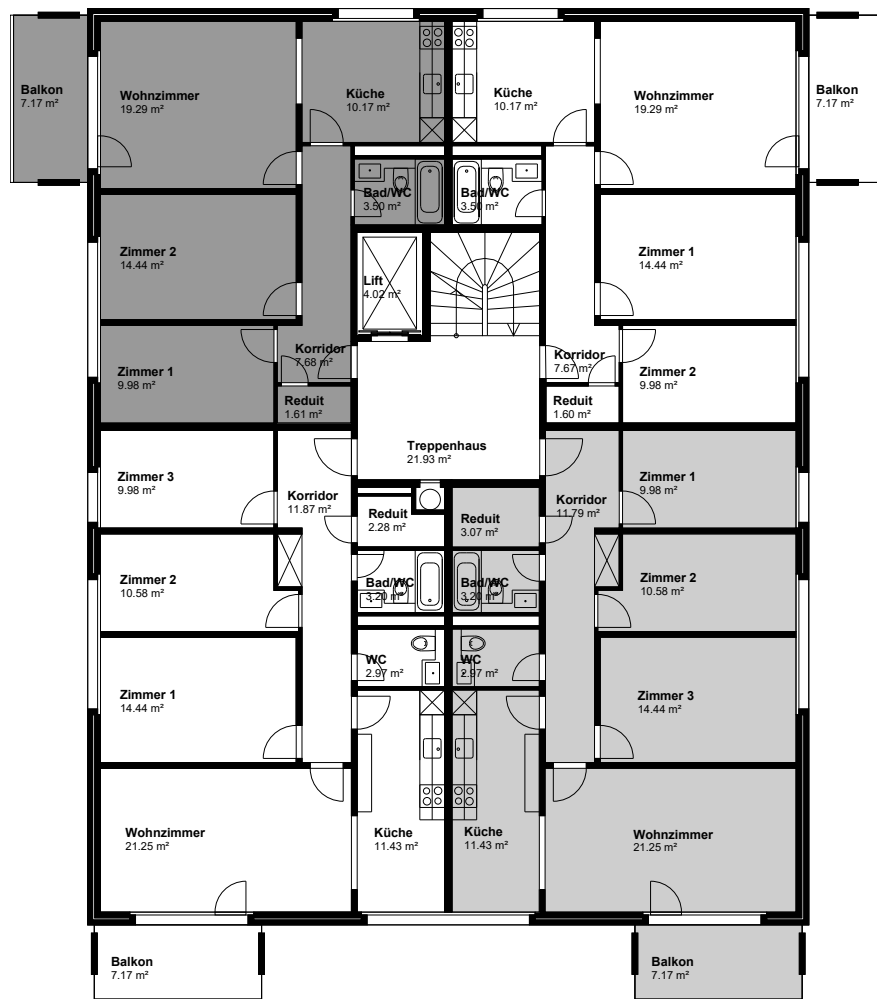 Balkon
7.17 m²
Wohnzimmer
19.29 m²
Küche
10.17 m²
Küche
10.17 m²
Wohnzimmer
19.29 m²
Balkon
7.17 m²
Bad/WC
3.50 m²
Bad/WC
3.50 m²
Zimmer 2
14.44 m²
Lift
4.02 m²
Zimmer 1
14.44 m²
Zimmer 1
9.98 m²
Korridor
7.68 m²
Korridor
7.67 m²
Zimmer 2
9.98 m²
Reduit
1.61 m²
Reduit
1.60 m²
Treppenhaus
21.93 m²
Zimmer 3
9.98 m²
Korridor
11.87 m²
Korridor
11.79 m²
Zimmer 1
9.98 m²
Reduit
2.28 m²
Reduit
3.07 m²
Zimmer 2
10.58 m²
Bad/WC
3.20 m²
Bad/WC
3.20 m²
Zimmer 2
10.58 m²
WC
2.97 m²
WC
2.97 m²
Zimmer 1
14.44 m²
Zimmer 3
14.44 m²
Wohnzimmer
21.25 m²
Küche
11.43 m²
Küche
11.43 m²
Wohnzimmer
21.25 m²
Balkon
7.17 m²
Balkon
7.17 m²